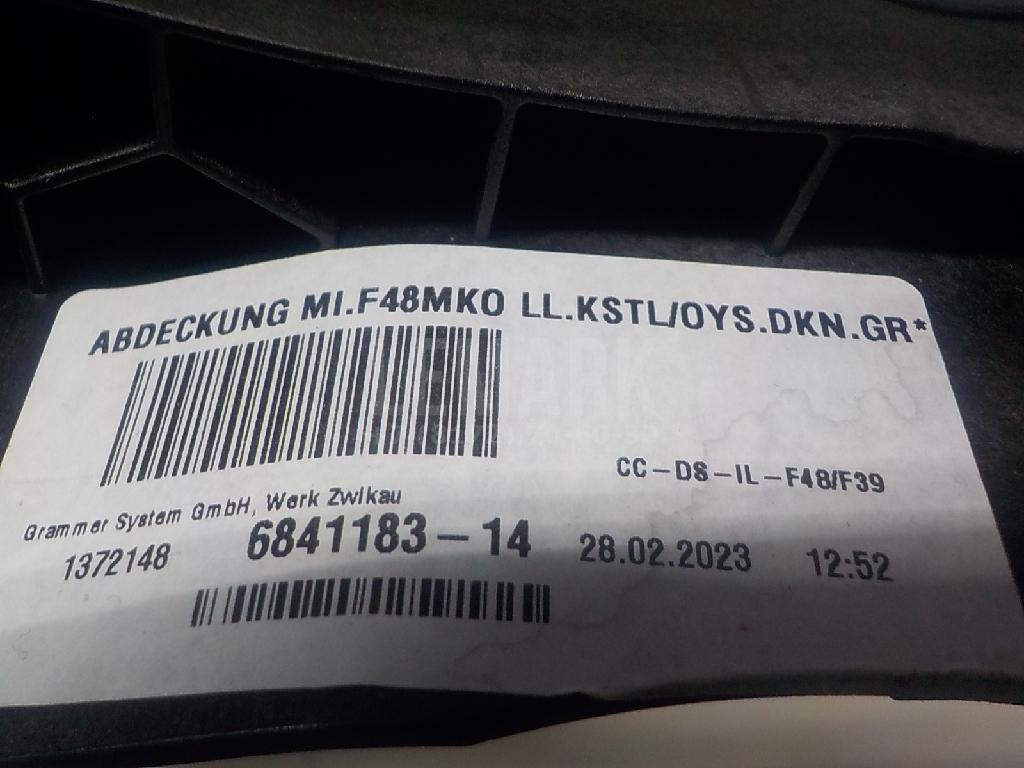 ABDECKUNG MI.F48MKO LL.KSTL/OYS.DKN.GR*
CC-DS-IL-F48/F39
Grammer System GmbH, Werk Zwikau
1372148 6841183-14 28.02.2023 12:52